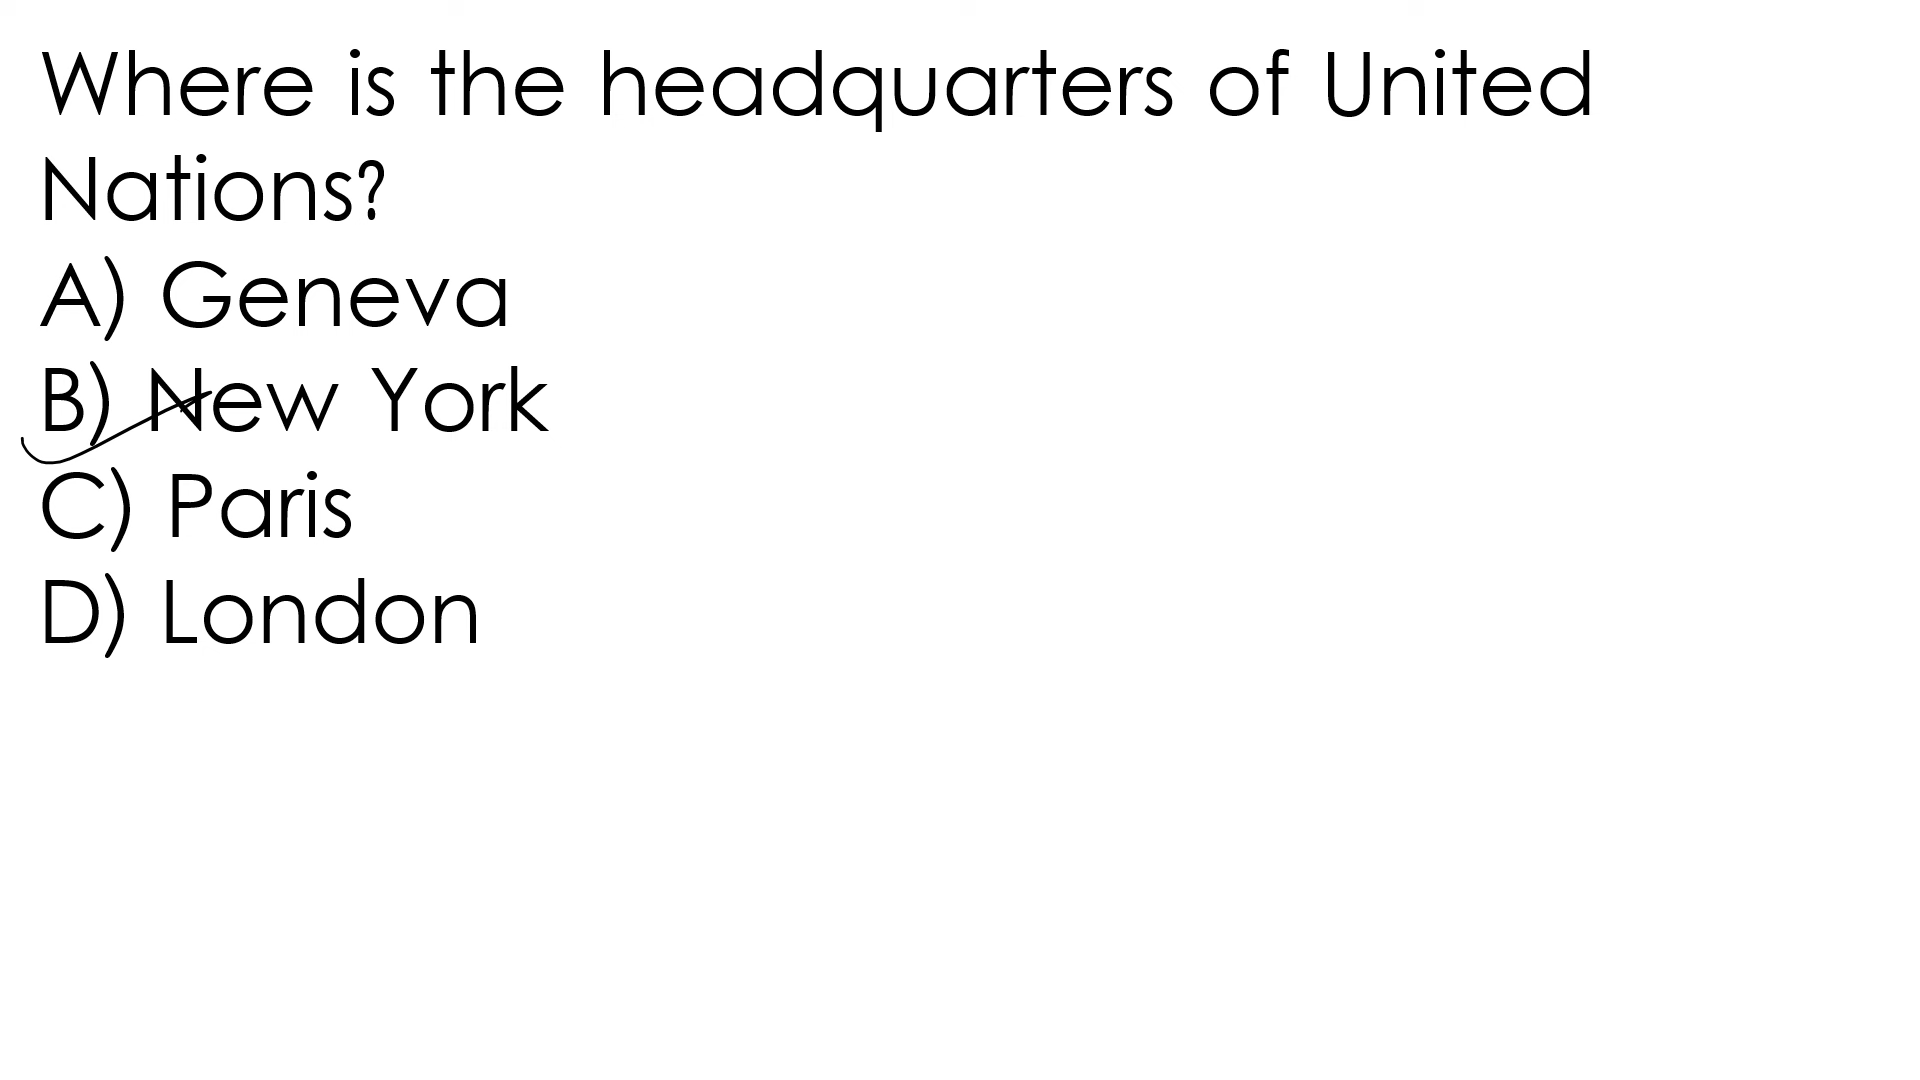 Where is the headquarters of United
Nations?
A) Geneva
B) New York
C) Paris
D) London